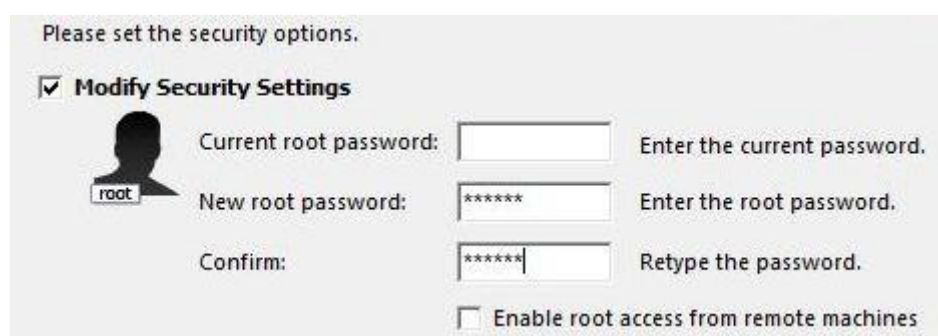 Please set the security options.
Modify Security Settings
root
Current root password: Enter the current password.
New root password: ****** Enter the root password.
Confirm: ****** Retype the password.
Enable root access from remote machines